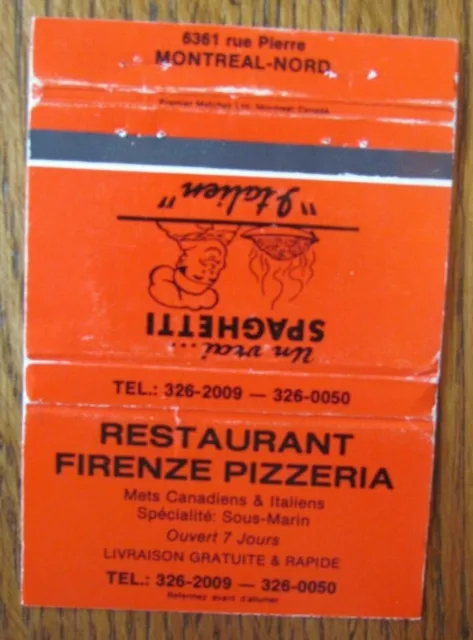 6361 rue Pierre
MONTREAL-NORD
Premier Matches Ltd. Montreal Canada
Un vrai...
SPAGHETTI
"Italien"
TEL.: 326-2009 — 326-0050
RESTAURANT
FIRENZE PIZZERIA
Mets Canadiens & Italiens
Spécialité: Sous-Marin
Ouvert 7 Jours
LIVRAISON GRATUITE & RAPIDE
TEL.: 326-2009 — 326-0050
Refermez avant d'allumer